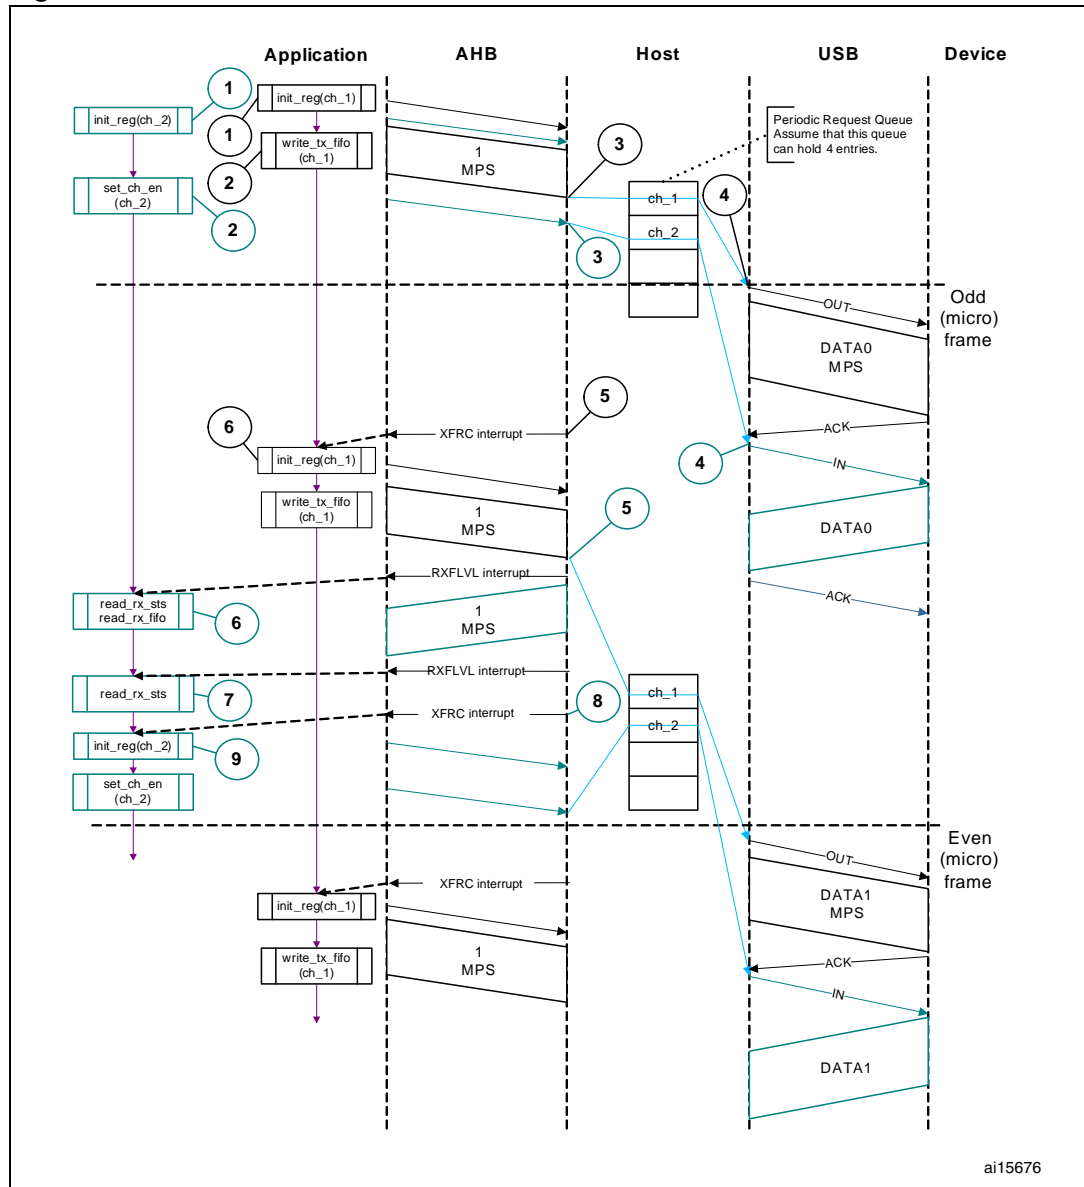 Application
AHB
Host
USB
Device
1
init_reg(ch_1)
init_reg(ch_2)
1
write_tx_fifo
(ch_1)
2
1
MPS
3
Periodic Request Queue
Assume that this queue
can hold 4 entries.
set_ch_en
(ch_2)
2
ch_1
4
ch_2
3
Odd
(micro)
frame
OUT
DATA0
MPS
5
6
XFRC interrupt
ACK
init_reg(ch_1)
4
IN
write_tx_fifo
(ch_1)
1
MPS
5
DATA0
RXFLVL interrupt
read_rx_sts
read_rx_fifo
6
1
MPS
ACK
RXFLVL interrupt
read_rx_sts
7
ch_1
XFRC interrupt
8
ch_2
init_reg(ch_2)
9
set_ch_en
(ch_2)
Even
(micro)
frame
OUT
XFRC interrupt
DATA1
MPS
init_reg(ch_1)
write_tx_fifo
(ch_1)
1
MPS
ACK
IN
DATA1
ai15676